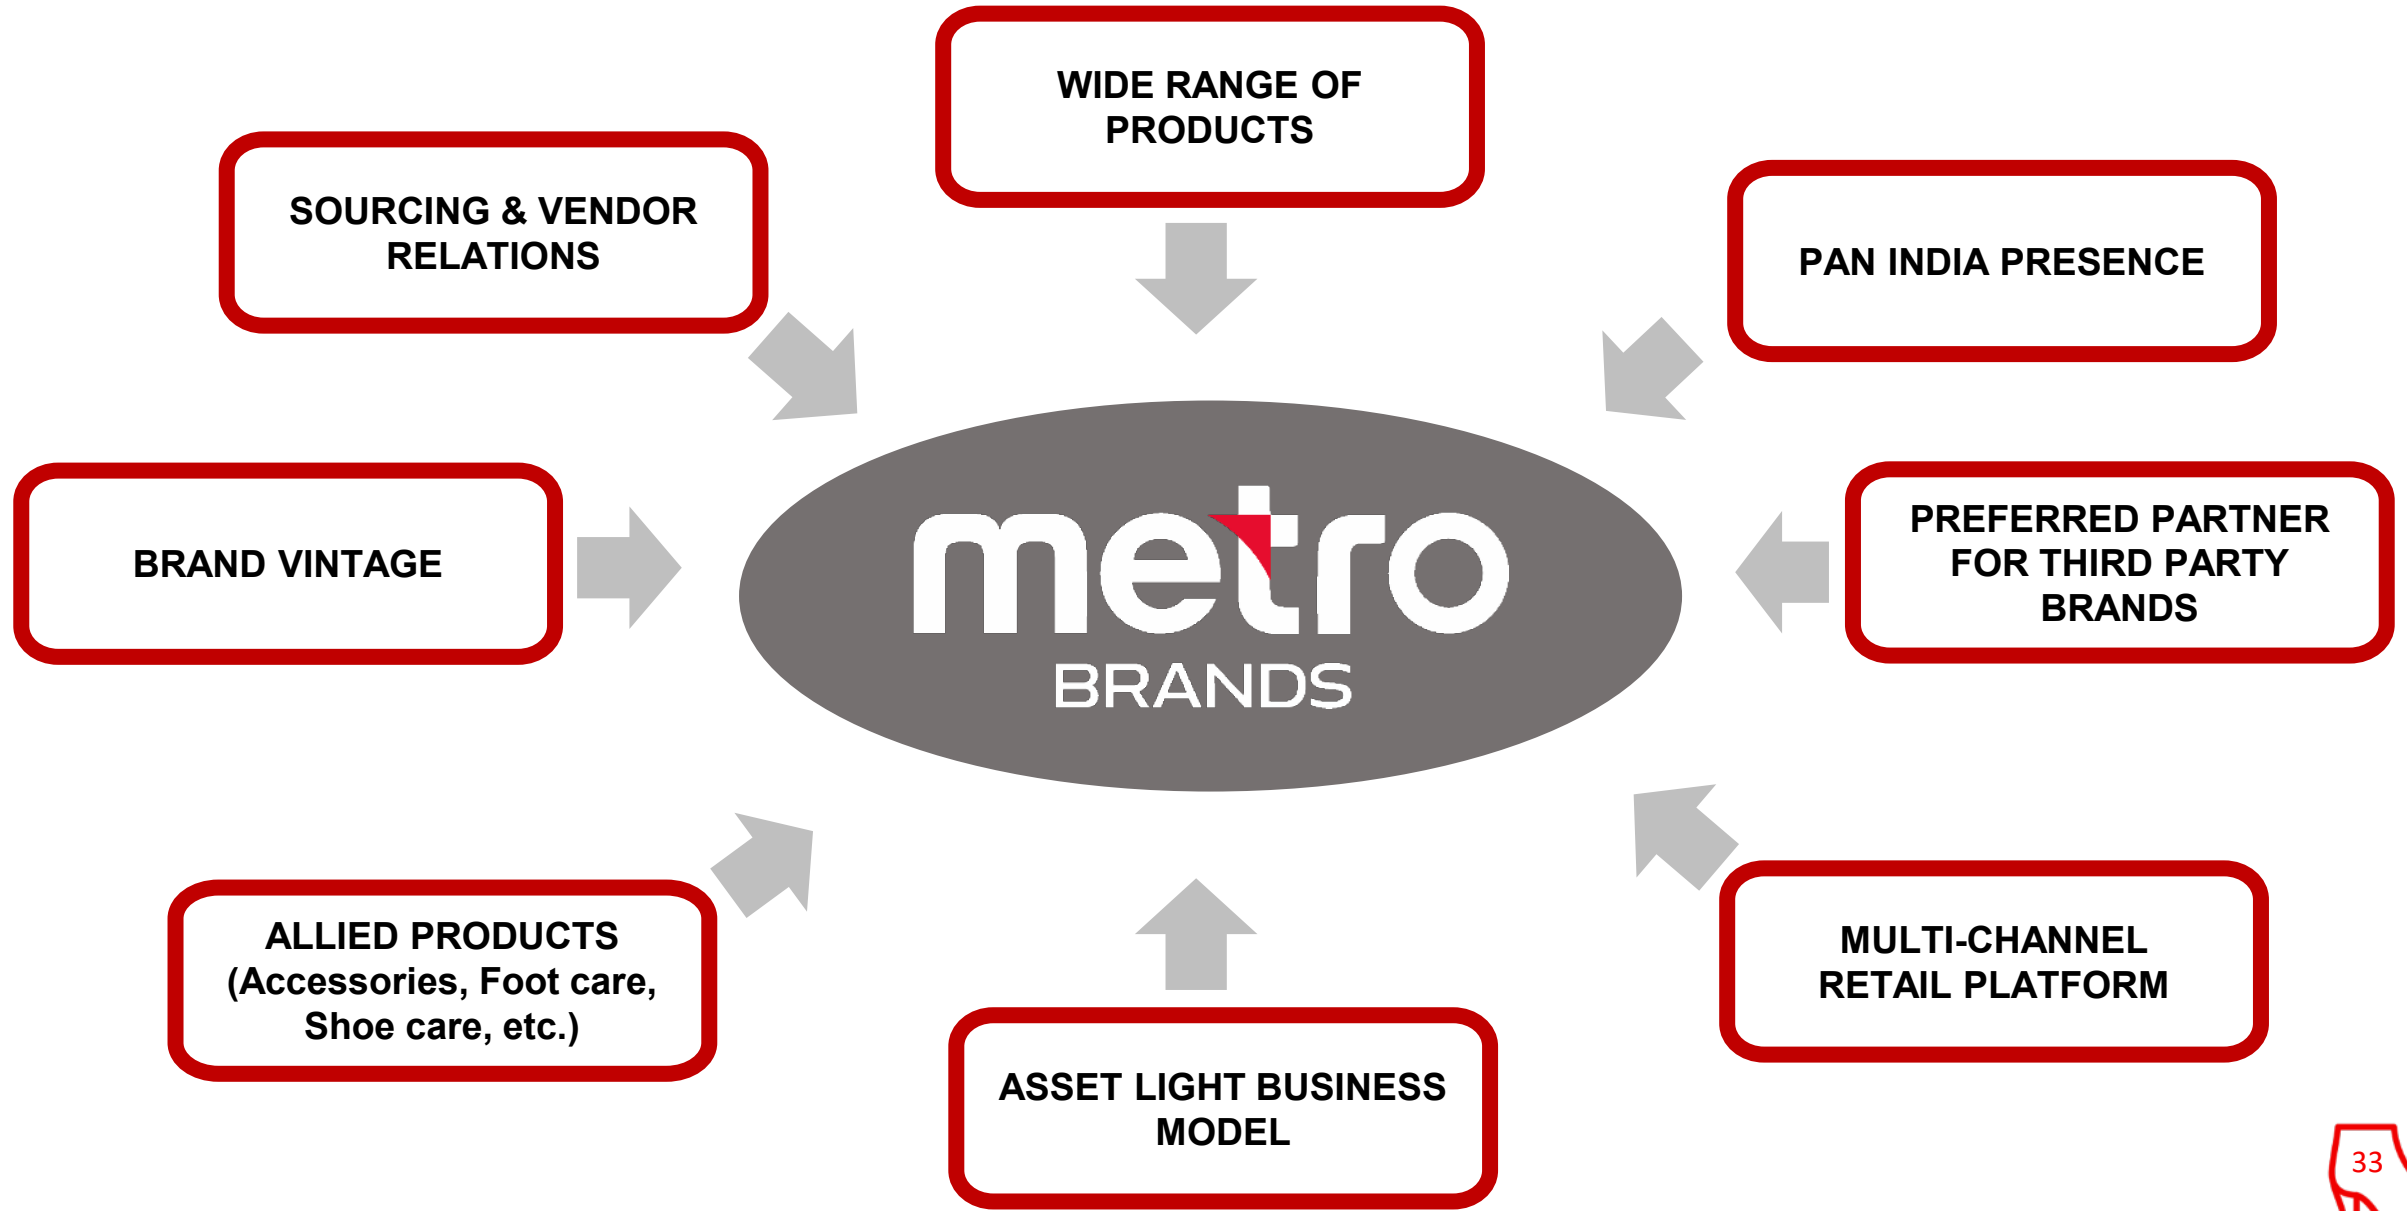 WIDE RANGE OF
PRODUCTS
SOURCING & VENDOR
RELATIONS
PAN INDIA PRESENCE
BRAND VINTAGE
metro
BRANDS
PREFERRED PARTNER
FOR THIRD PARTY
BRANDS
ALLIED PRODUCTS
(Accessories, Foot care,
Shoe care, etc.)
MULTI-CHANNEL
RETAIL PLATFORM
ASSET LIGHT BUSINESS
MODEL
33